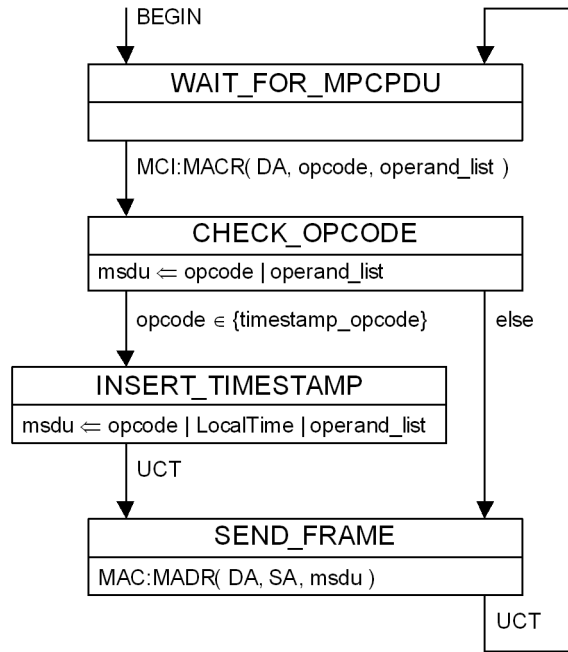 BEGIN
WAIT_FOR_MPCPDU
MCI:MACR( DA, opcode, operand_list )
CHECK_OPCODE
msdu ⇐ opcode | operand_list
opcode ∈ {timestamp_opcode}
else
INSERT_TIMESTAMP
msdu ⇐ opcode | LocalTime | operand_list
UCT
SEND_FRAME
MAC:MADR( DA, SA, msdu )
UCT